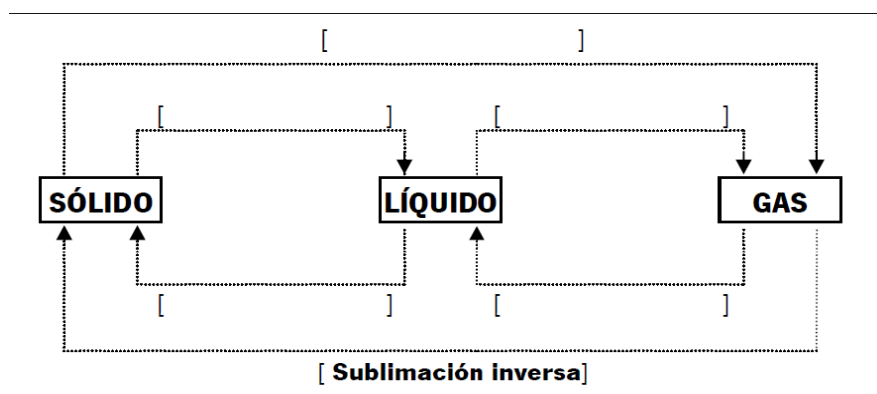 [ ]
[ ] [ ]
SÓLIDO LÍQUIDO GAS
[ ] [ ]
[ Sublimación inversa]